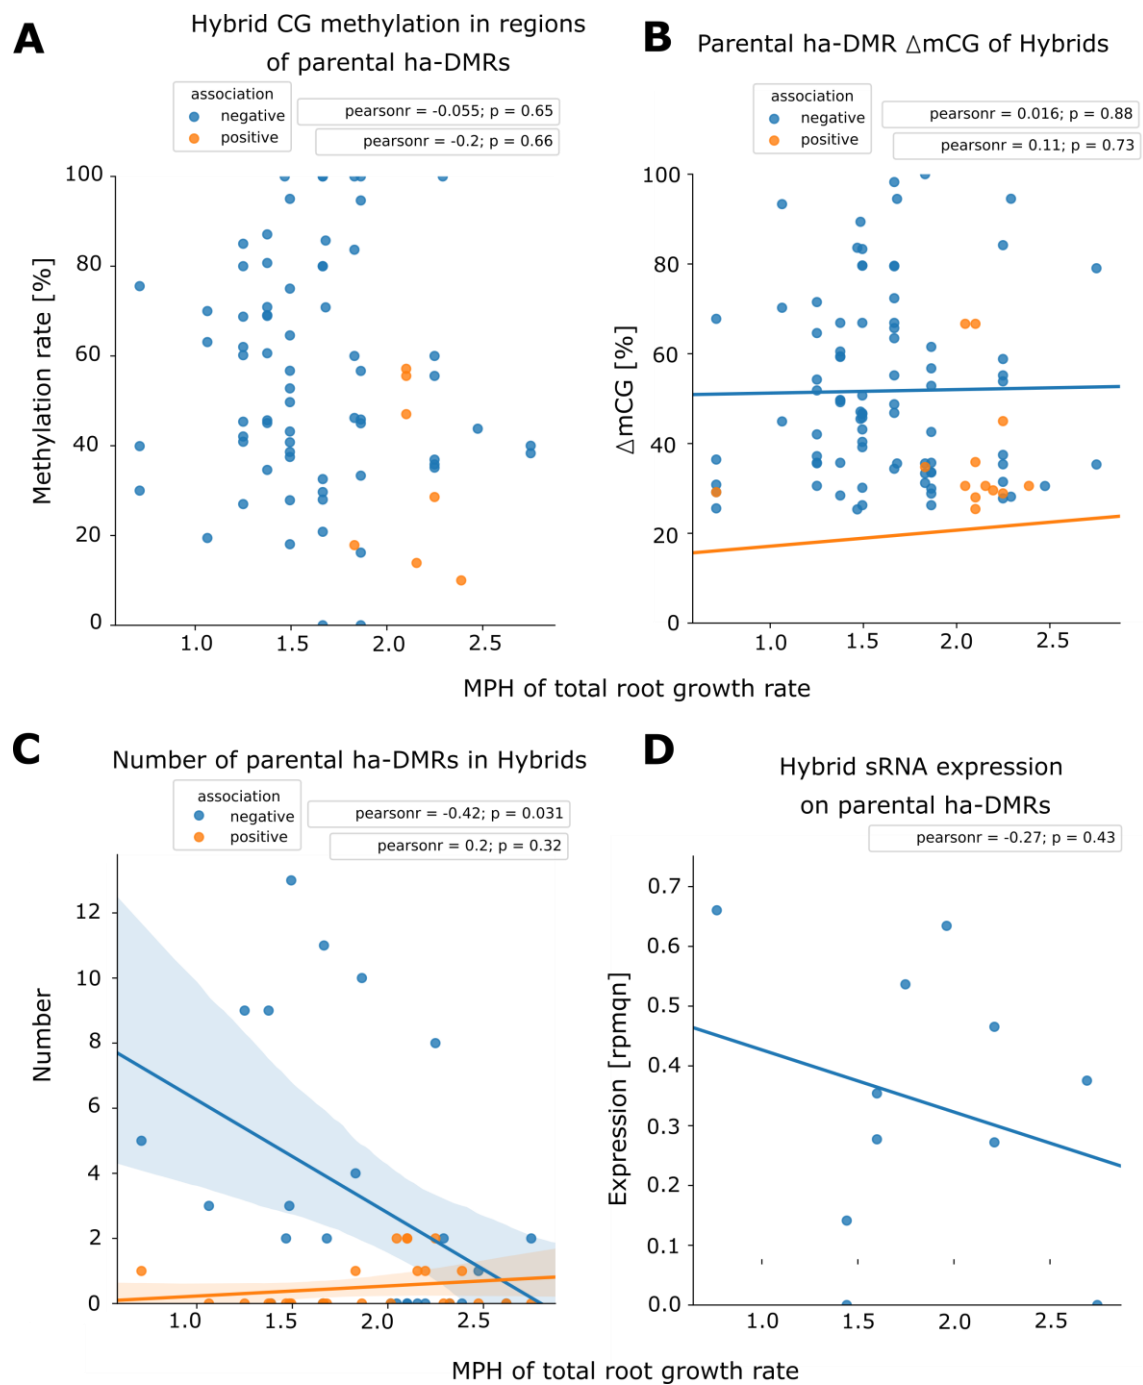 A
Hybrid CG methylation in regions
of parental ha-DMRs
association
negative
positive
pearsonr = -0.055; p = 0.65
pearsonr = -0.2; p = 0.66
Methylation rate [%]
100
80
60
40
20
0
1.0
1.5
2.0
2.5
B
Parental ha-DMR ΔmCG of Hybrids
association
negative
positive
pearsonr = 0.016; p = 0.88
pearsonr = 0.11; p = 0.73
ΔmCG [%]
100
80
60
40
20
0
1.0
1.5
2.0
2.5
MPH of total root growth rate
C
Number of parental ha-DMRs in Hybrids
association
negative
positive
pearsonr = -0.42; p = 0.031
pearsonr = 0.2; p = 0.32
Number
12
10
8
6
4
2
0
1.0
1.5
2.0
2.5
D
Hybrid sRNA expression
on parental ha-DMRs
pearsonr = -0.27; p = 0.43
Expression [rpmqn]
0.7
0.6
0.5
0.4
0.3
0.2
0.1
0.0
1.0
1.5
2.0
2.5
MPH of total root growth rate